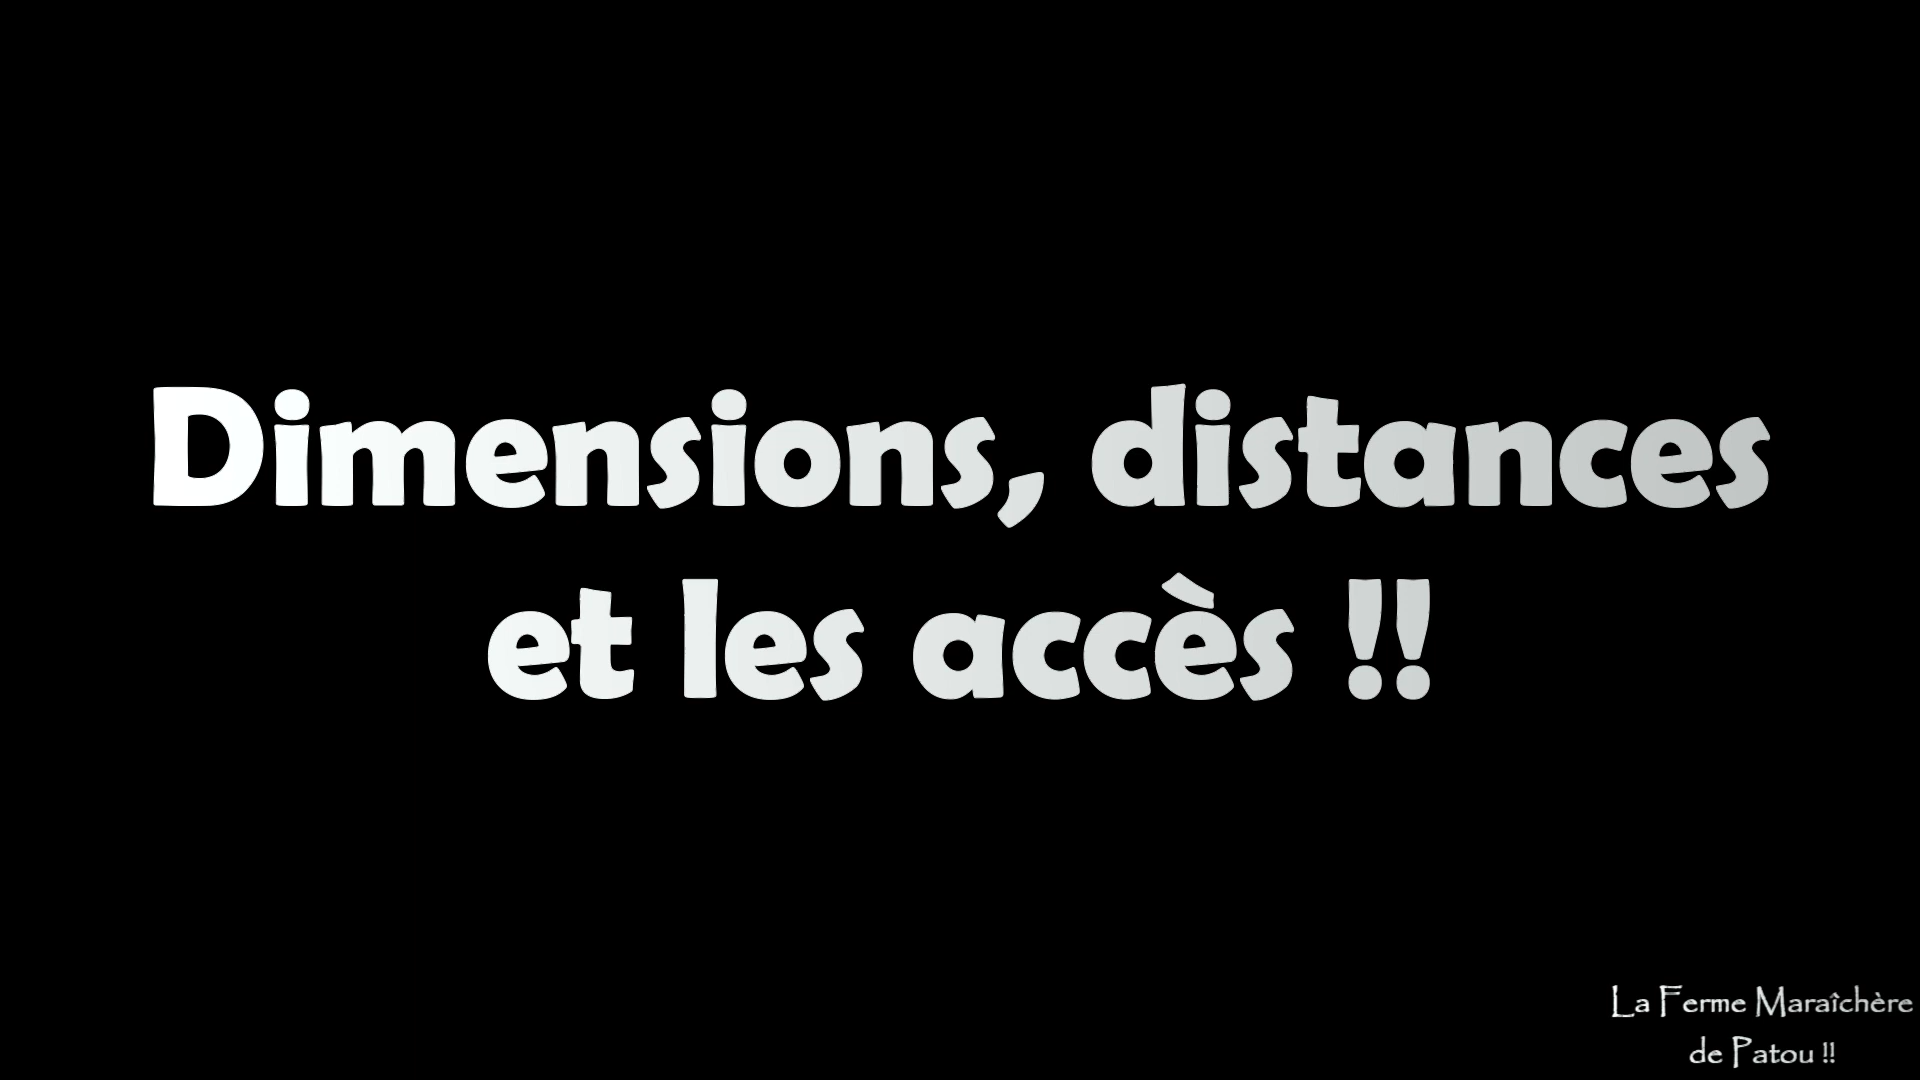 Dimensions, distances
et les accès !!
La Ferme Maraîchère
de Patou !!